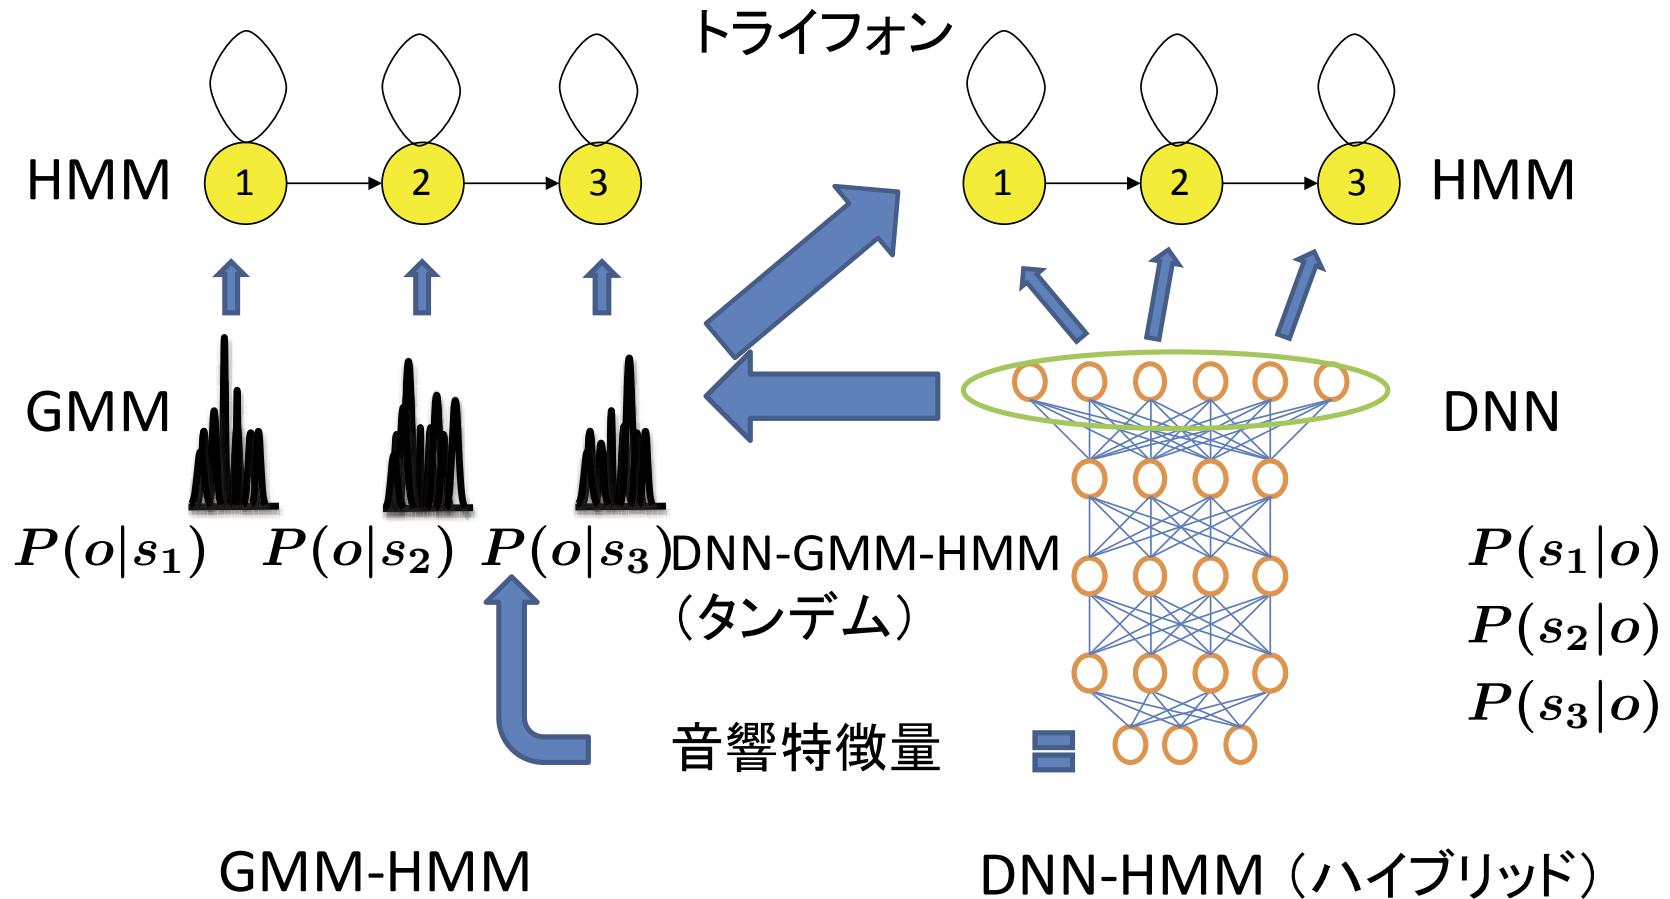 トライフォン
HMM
1
2
3
1
2
3
HMM
GMM
DNN
P(o|s₁)
P(o|s₂)
P(o|s₃)
DNN-GMM-HMM
（タンデム）
P(s₁|o)
P(s₂|o)
P(s₃|o)
音響特徴量
GMM-HMM
DNN-HMM（ハイブリッド）